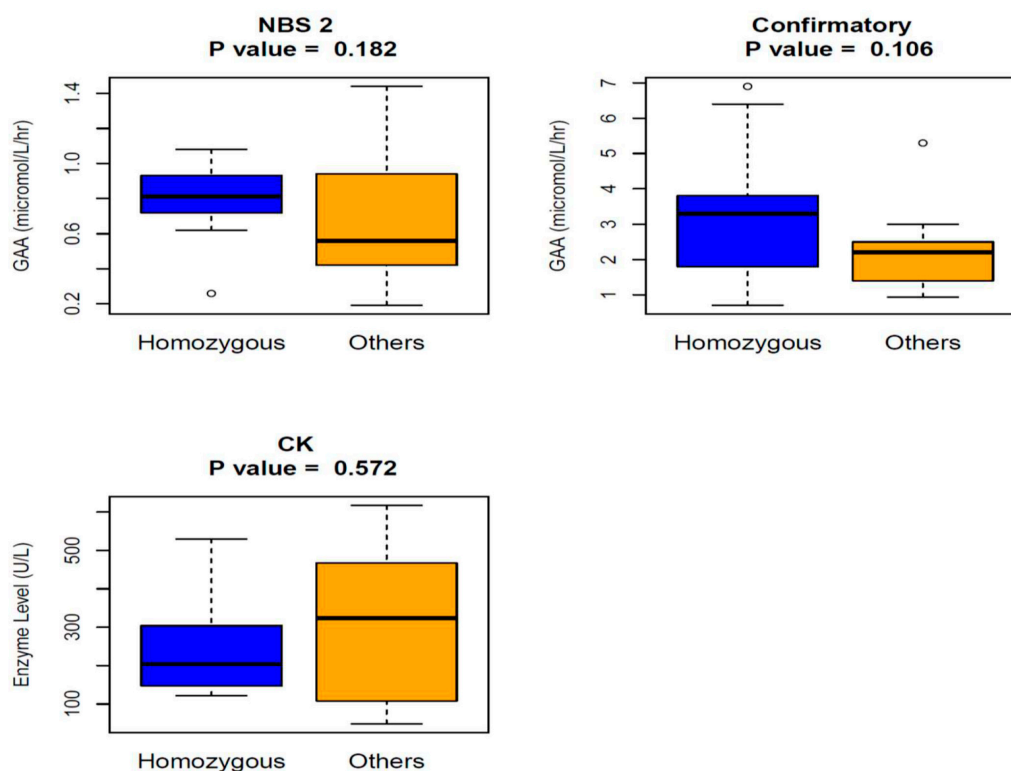 NBS 2
P value = 0.182
GAA (micromol/L/hr)
1.4
1.0
0.6
0.2
Homozygous Others
Confirmatory
P value = 0.106
GAA (micromol/L/hr)
7
6
5
4
3
2
1
Homozygous Others
CK
P value = 0.572
Enzyme Level (U/L)
500
300
100
Homozygous Others